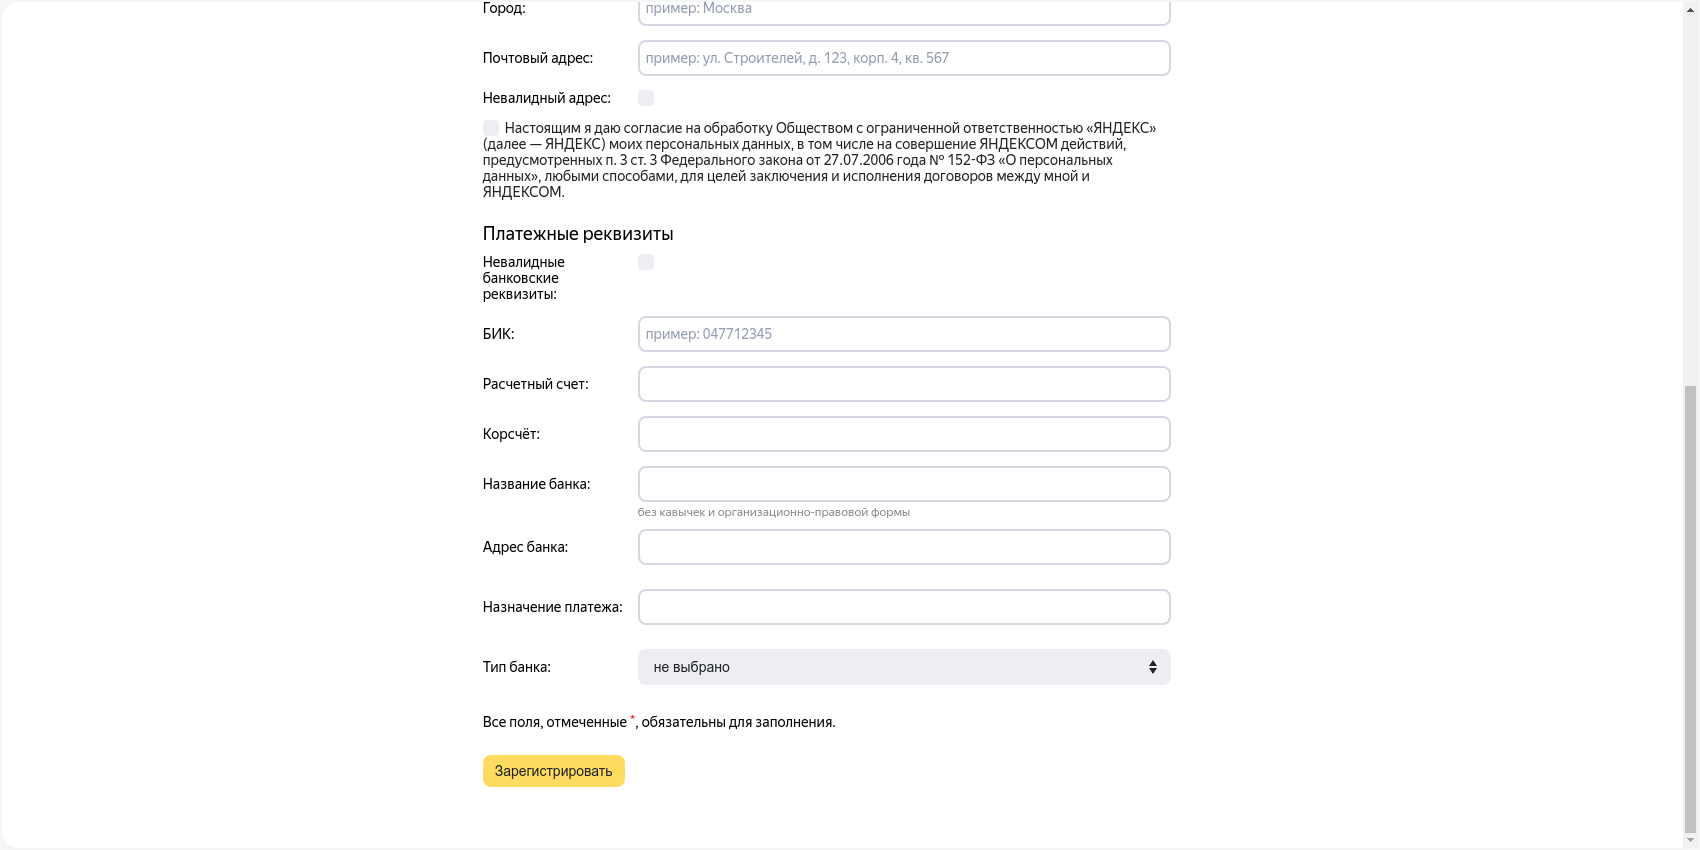 Город: пример: Москва
Почтовый адрес: пример: ул. Строителей, д. 123, корп. 4, кв. 567
Невалидный адрес:
Настоящим я даю согласие на обработку Обществом с ограниченной ответственностью «ЯНДЕКС»
(далее — ЯНДЕКС) моих персональных данных, в том числе на совершение ЯНДЕКСОМ действий,
предусмотренных п. 3 ст. 3 Федерального закона от 27.07.2006 года № 152-ФЗ «О персональных
данных», любыми способами, для целей заключения и исполнения договоров между мной и
ЯНДЕКСОМ.
Платежные реквизиты
Невалидные
банковские
реквизиты:
БИК: пример: 047712345
Расчетный счет:
Корсчёт:
Название банка:
без кавычек и организационно-правовой формы
Адрес банка:
Назначение платежа:
Тип банка: не выбрано
Все поля, отмеченные *, обязательны для заполнения.
Зарегистрировать